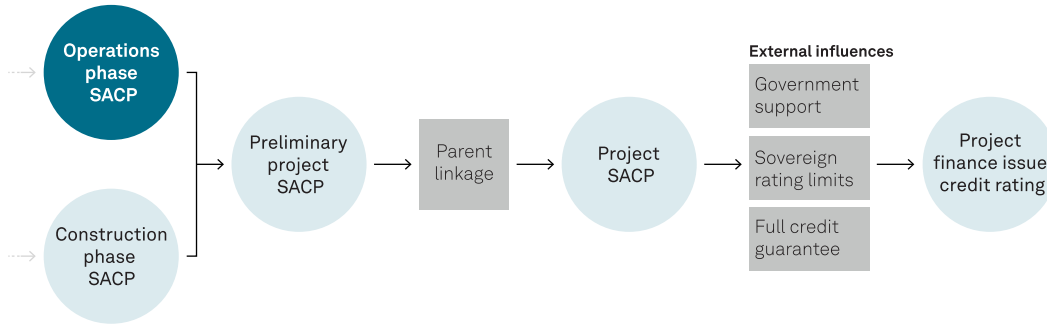 Operations
phase
SACP
Construction
phase
SACP
Preliminary
project
SACP
Parent
linkage
Project
SACP
External influences
Government
support
Sovereign
rating limits
Full credit
guarantee
Project
finance issue
credit rating